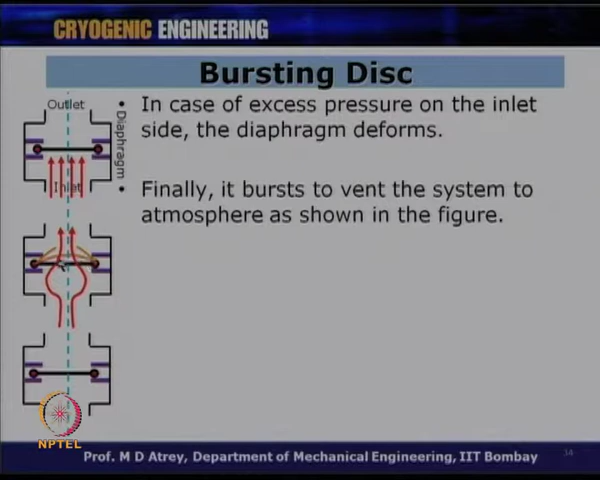 CRYOGENIC ENGINEERING
Bursting Disc
Outlet
Diaphragm
Inlet
• In case of excess pressure on the inlet
side, the diaphragm deforms.
• Finally, it bursts to vent the system to
atmosphere as shown in the figure.
NPTEL
Prof. M D Atrey, Department of Mechanical Engineering, IIT Bombay
34